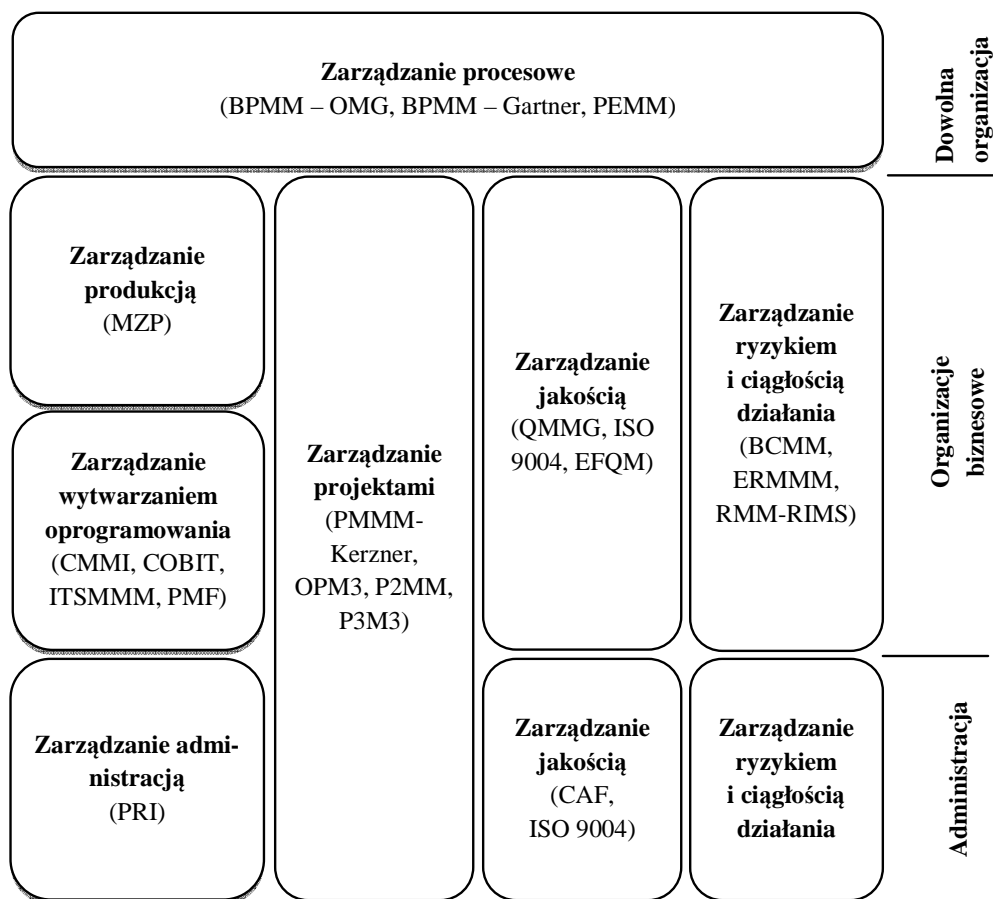 Zarządzanie procesowe
(BPMM – OMG, BPMM – Gartner, PEMM)
Dowolna
organizacja
Zarządzanie
produkcją
(MZP)
Zarządzanie
wytwarzaniem
oprogramowania
(CMMI, COBIT,
ITSMMM, PMF)
Zarządzanie
projektami
(PMMM-
Kerzner,
OPM3, P2MM,
P3M3)
Zarządzanie
jakością
(QMMG, ISO
9004, EFQM)
Zarządzanie
ryzykiem
i ciągłością
działania
(BCMM,
ERMMM,
RMM-RIMS)
Organizacje
biznesowe
Zarządzanie admi-
nistracją
(PRI)
Zarządzanie
jakością
(CAF,
ISO 9004)
Zarządzanie
ryzykiem
i ciągłością
działania
Administracja